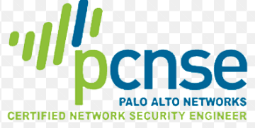 pcnse
PALO ALTO NETWORKS
CERTIFIED NETWORK SECURITY ENGINEER